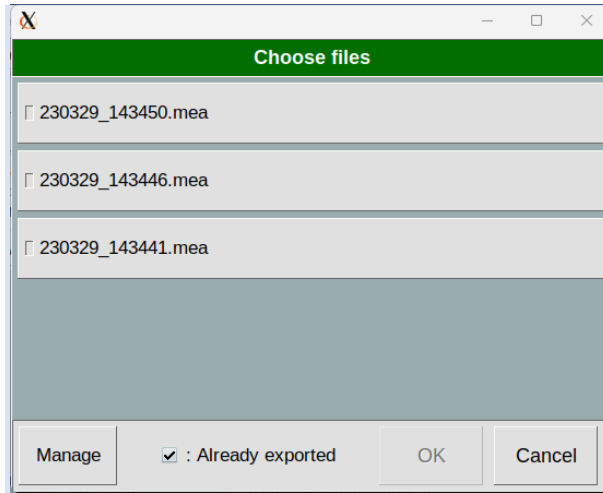 Choose files
230329_143450.mea
230329_143446.mea
230329_143441.mea
Manage : Already exported OK Cancel